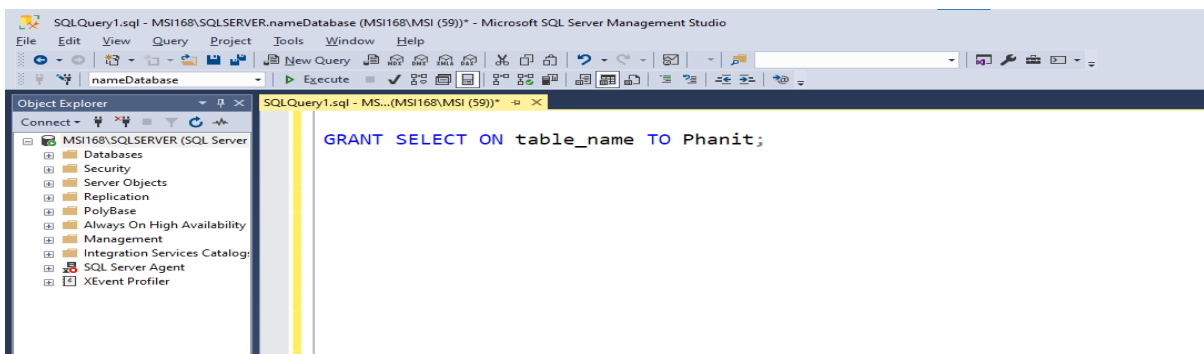 SQLQuery1.sql - MSI168\SQLSERVER.nameDatabase (MSI168\MSI (59))* - Microsoft SQL Server Management Studio
File Edit View Query Project Tools Window Help
New Query
nameDatabase Execute
Object Explorer
SQLQuery1.sql - MS...(MSI168\MSI (59))*
Connect
MSI168\SQLSERVER (SQL Server
Databases
Security
Server Objects
Replication
PolyBase
Always On High Availability
Management
Integration Services Catalog
SQL Server Agent
XEvent Profiler
GRANT SELECT ON table_name TO Phanit;